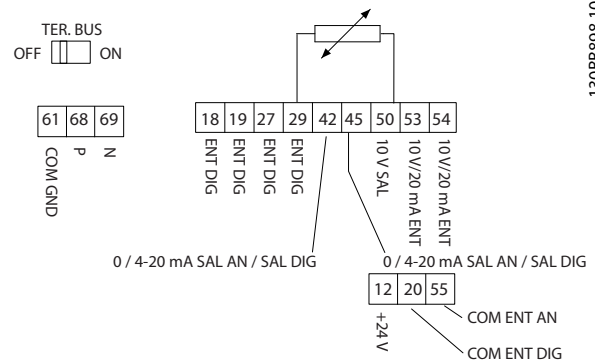 TER. BUS
OFF ON
61 68 69
COM GND
P
N
18 19 27 29 42 45 50 53 54
ENT DIG
ENT DIG
ENT DIG
ENT DIG
10 V SAL
10 V/20 mA ENT
10 V/20 mA ENT
0 / 4-20 mA SAL AN / SAL DIG
0 / 4-20 mA SAL AN / SAL DIG
12 20 55
+24 V
COM ENT AN
COM ENT DIG